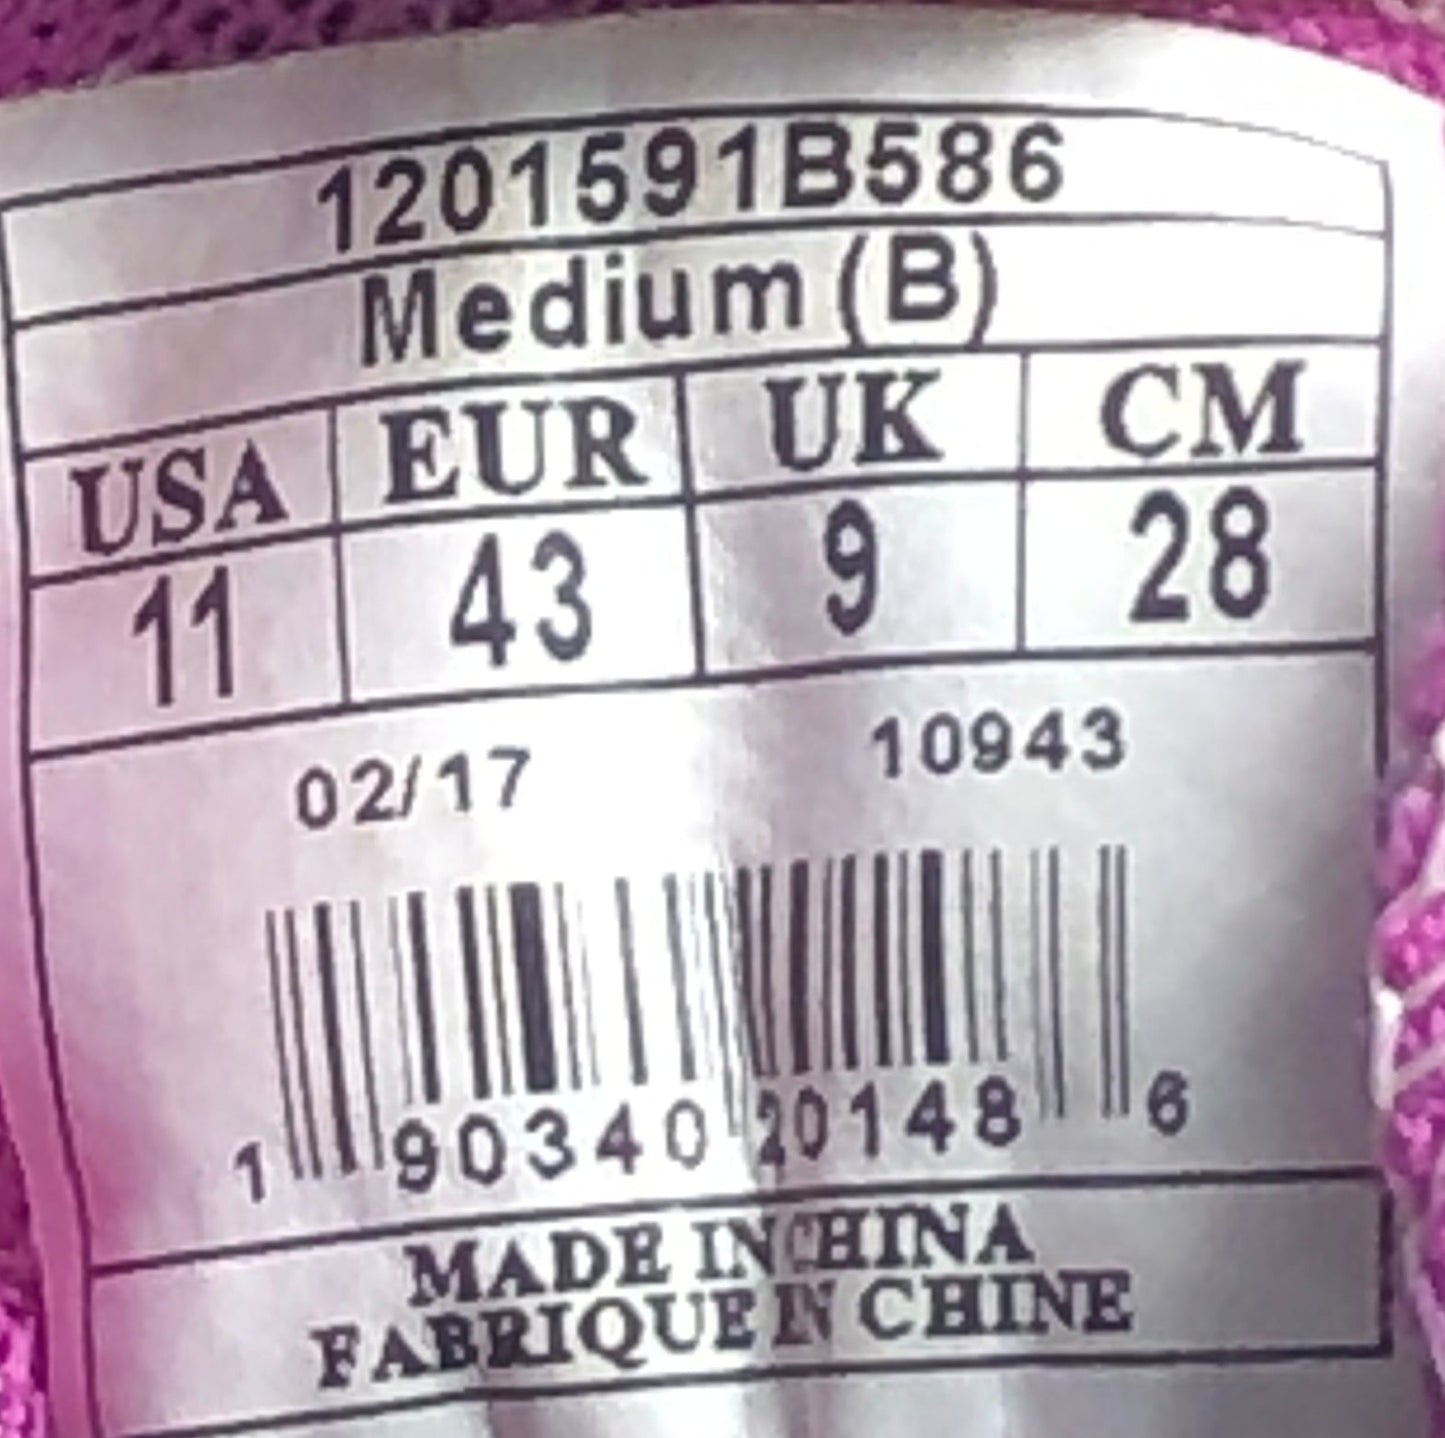 1201591B586
Medium (B)
USA EUR UK CM
11 43 9 28
02/17 10943
1 90340 20148 6
MADE IN CHINA
FABRIQUE IN CHINE